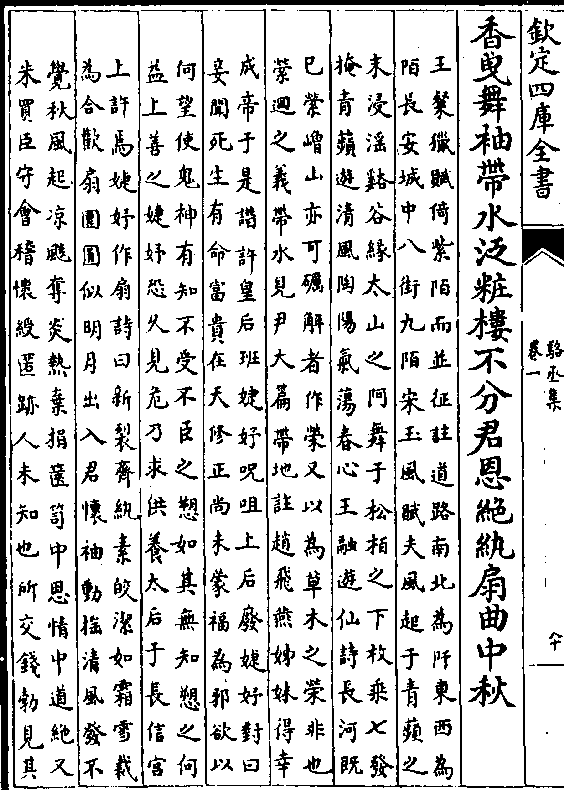 欽定四庫全書
駱丞集
卷一
六十
香曵舞袖帶水泛粧樓不分君恩絶紈扇曲中秋
王粲獵賦倚紫陌而並征註道路南北為阡東西為
陌長安城中八街九陌宋玉風賦夫風起于青蘋之
末浸淫谿谷緣太山之阿舞于松柏之下枚乘七發
掩青蘋遊清風陶陽氣蕩春心王融遊仙詩長河既
已縈嶒山亦可礪解者作榮又以為草木之榮非也
縈迴之義帶水見尹大篇帶地註趙飛燕姊妹得幸
成帝于是譖許皇后班婕妤呪咀上后廢婕妤對曰
妾聞死生有命富貴在天修正尚未蒙福為邪欲以
何望使鬼神有知不受不臣之愬如其無知愬之何
益上善之婕妤恐久見危乃求供養太后于長信宮
上許焉婕妤作扇詩曰新裂齊紈素皎潔如霜雪裁
為合歡扇團圓似明月出入君懷袖動搖清風發不
覺秋風起凉飈奪炎熱棄捐篋笥中恩情中道絶又
朱買臣守會稽懷綬匿跡人未知也所交錢勃見其